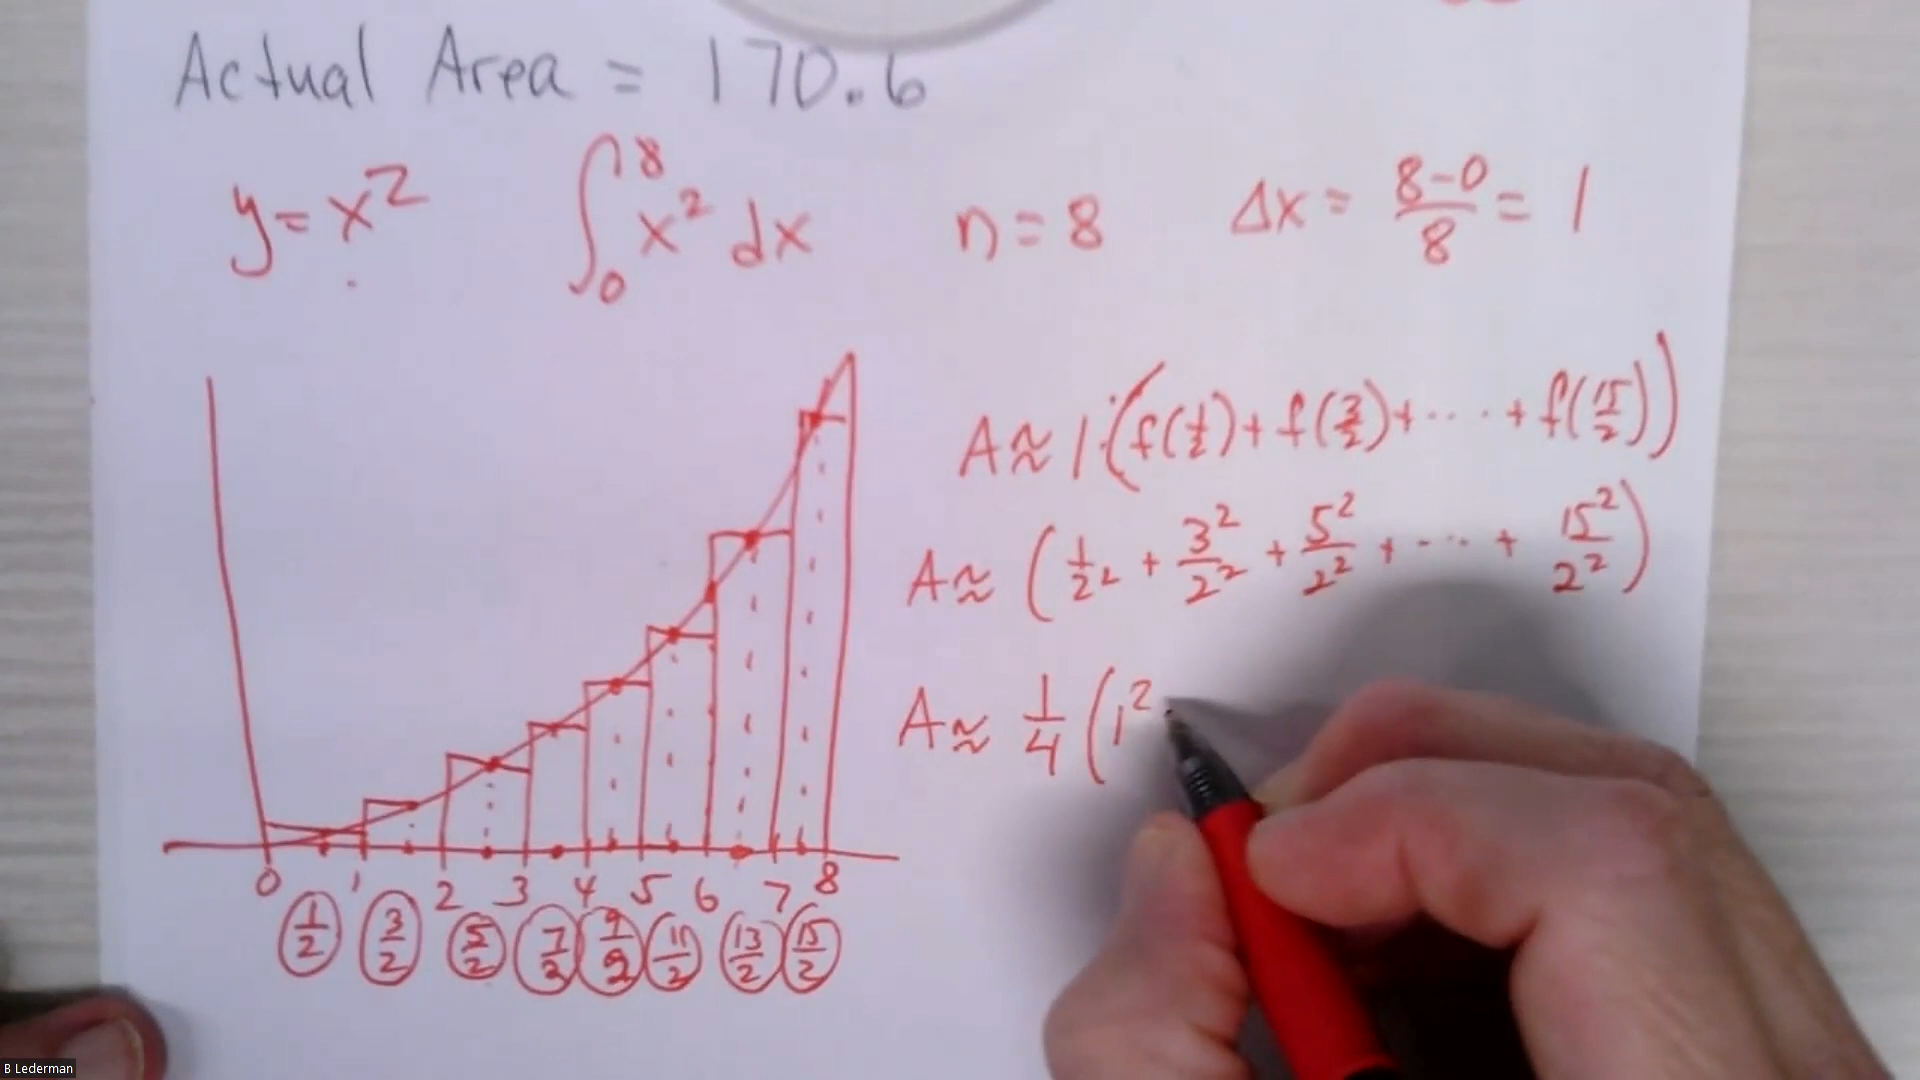 Actual Area = 170.6
y = x² ∫₀⁸ x² dx n = 8 Δx = (8-0)/8 = 1
A ≈ 1·(f(1/2) + f(3/2) + ···· + f(15/2))
A ≈ (1/2² + 3²/2² + 5²/2² + ···· + 15²/2²)
A ≈ 1/4 (1²
0 1 2 3 4 5 6 7 8
1/2 3/2 5/2 7/2 9/2 11/2 13/2 15/2
B Lederman